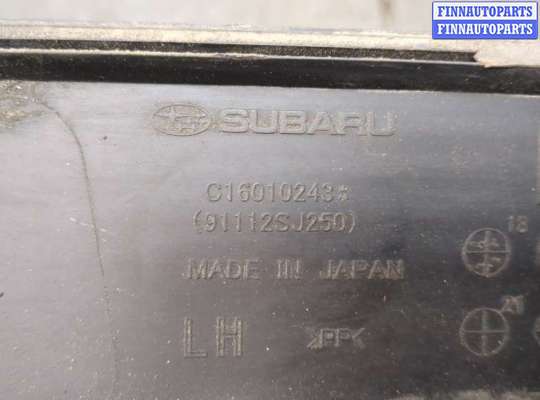 FINNAUTOPARTS
FINNAUTOPARTS
SUBARU
C16010243*
(91112SJ250)
MADE IN JAPAN
18
LH >PP<
21